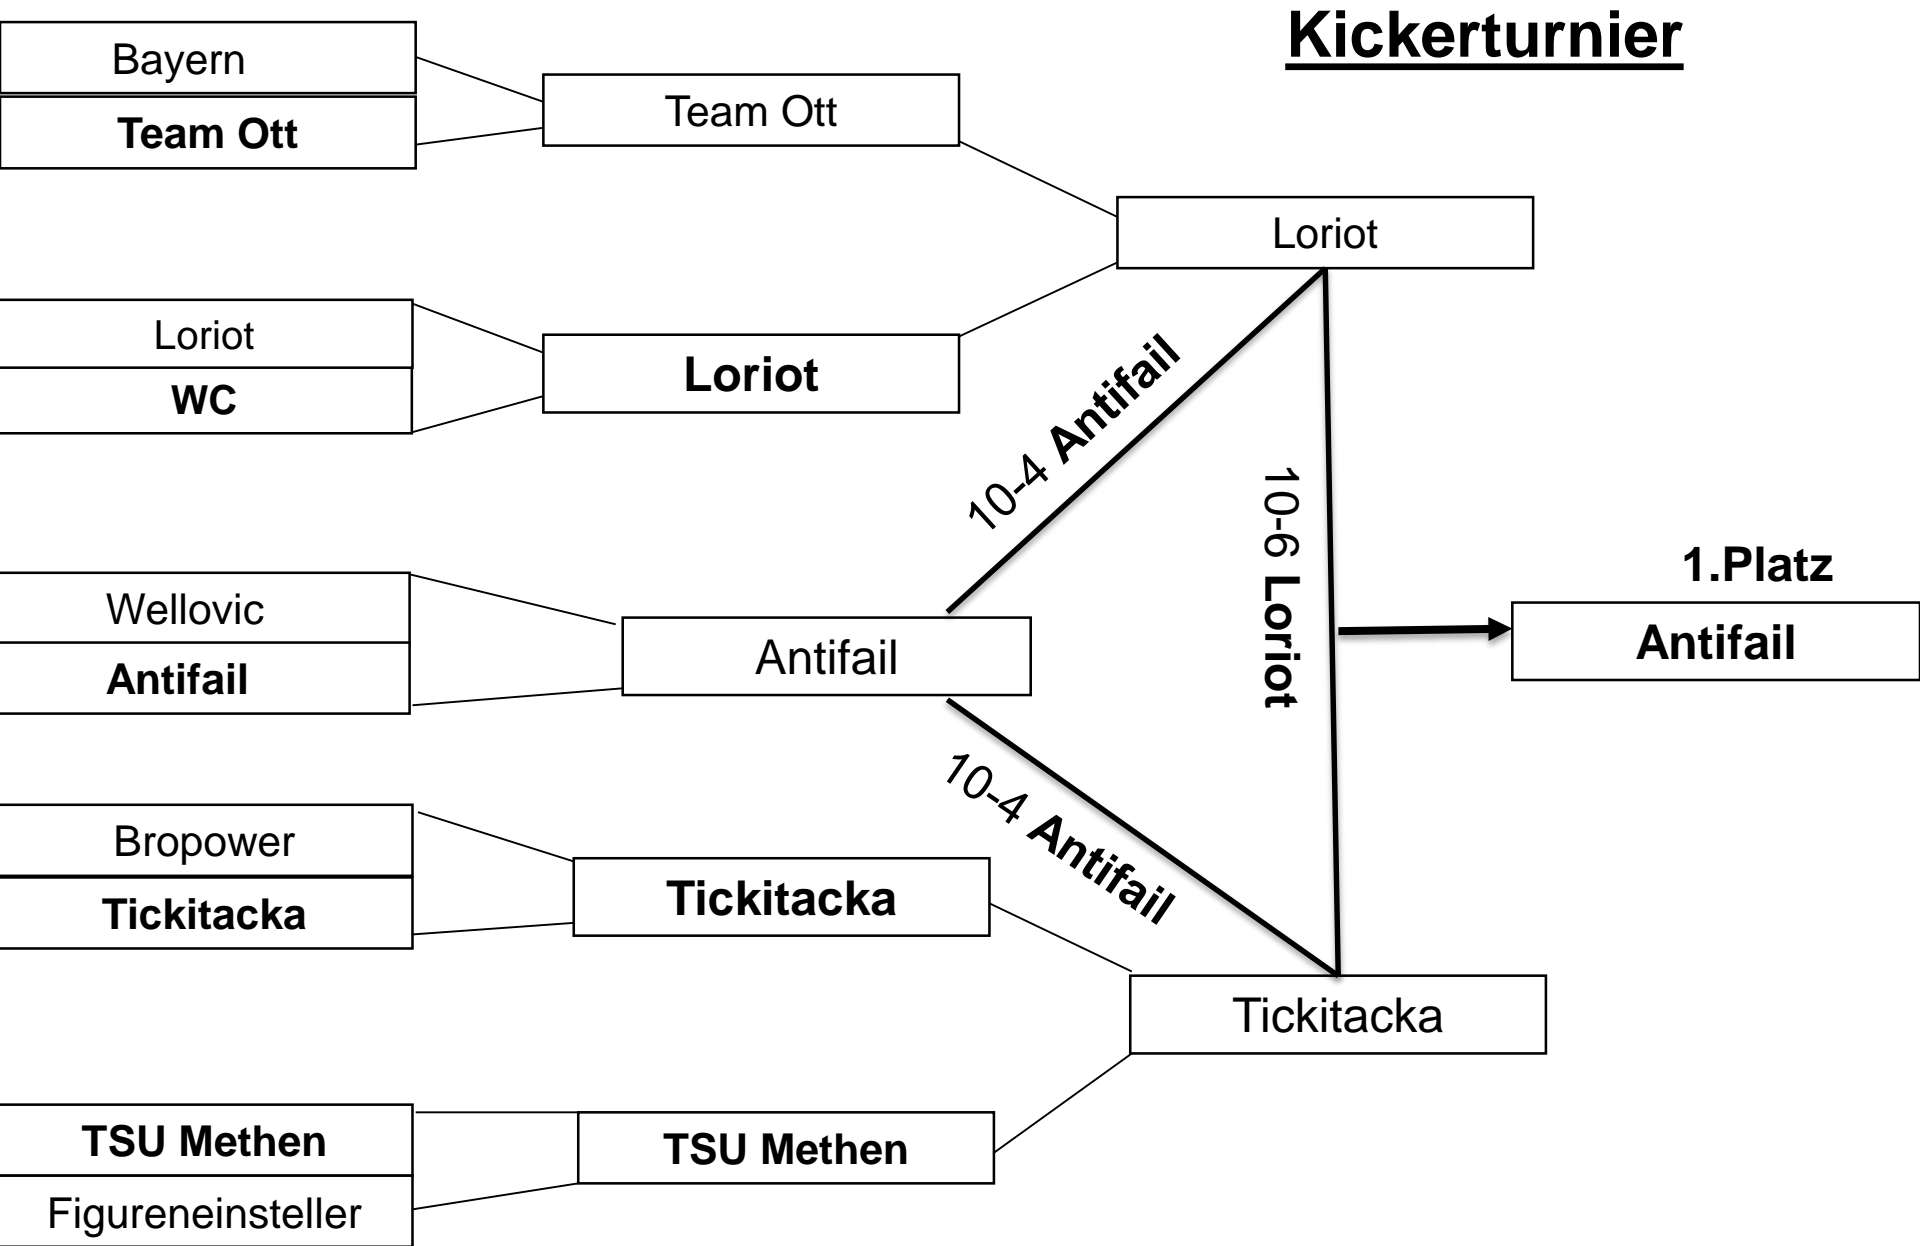 Kickerturnier
Bayern
Team Ott
Team Ott
Loriot
Loriot
WC
Loriot
10-4 Antifail
10-6 Loriot
1.Platz
Antifail
Wellovic
Antifail
Antifail
10-4 Antifail
Bropower
Tickitacka
Tickitacka
Tickitacka
TSU Methen
Figureneinsteller
TSU Methen